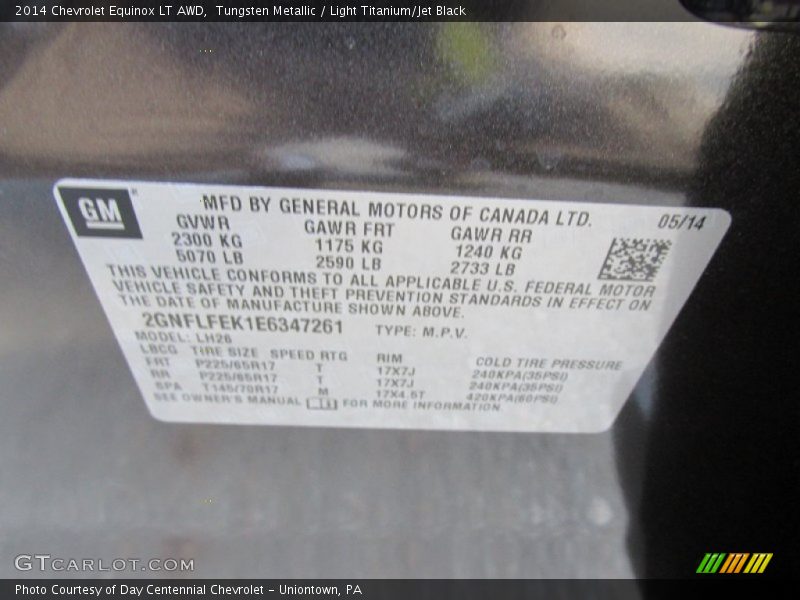 2014 Chevrolet Equinox LT AWD,  Tungsten Metallic / Light Titanium/Jet Black
GM
MFD BY GENERAL MOTORS OF CANADA LTD. 05/14
GVWR GAWR FRT GAWR RR
2300 KG 1175 KG 1240 KG
5070 LB 2590 LB 2733 LB
THIS VEHICLE CONFORMS TO ALL APPLICABLE U.S. FEDERAL MOTOR
VEHICLE SAFETY AND THEFT PREVENTION STANDARDS IN EFFECT ON
THE DATE OF MANUFACTURE SHOWN ABOVE.
2GNFLFEK1E6347261 TYPE: M.P.V.
MODEL: LH26
LBCG TIRE SIZE SPEED RTG RIM COLD TIRE PRESSURE
FRT P225/65R17 T 17X7J 240KPA(35PSI)
RR P225/65R17 T 17X7J 240KPA(35PSI)
SPA T145/70R17 M 17X4.5T 420KPA(60PSI)
SEE OWNER'S MANUAL FOR MORE INFORMATION
GTCARLOT.COM
Photo Courtesy of Day Centennial Chevrolet - Uniontown, PA